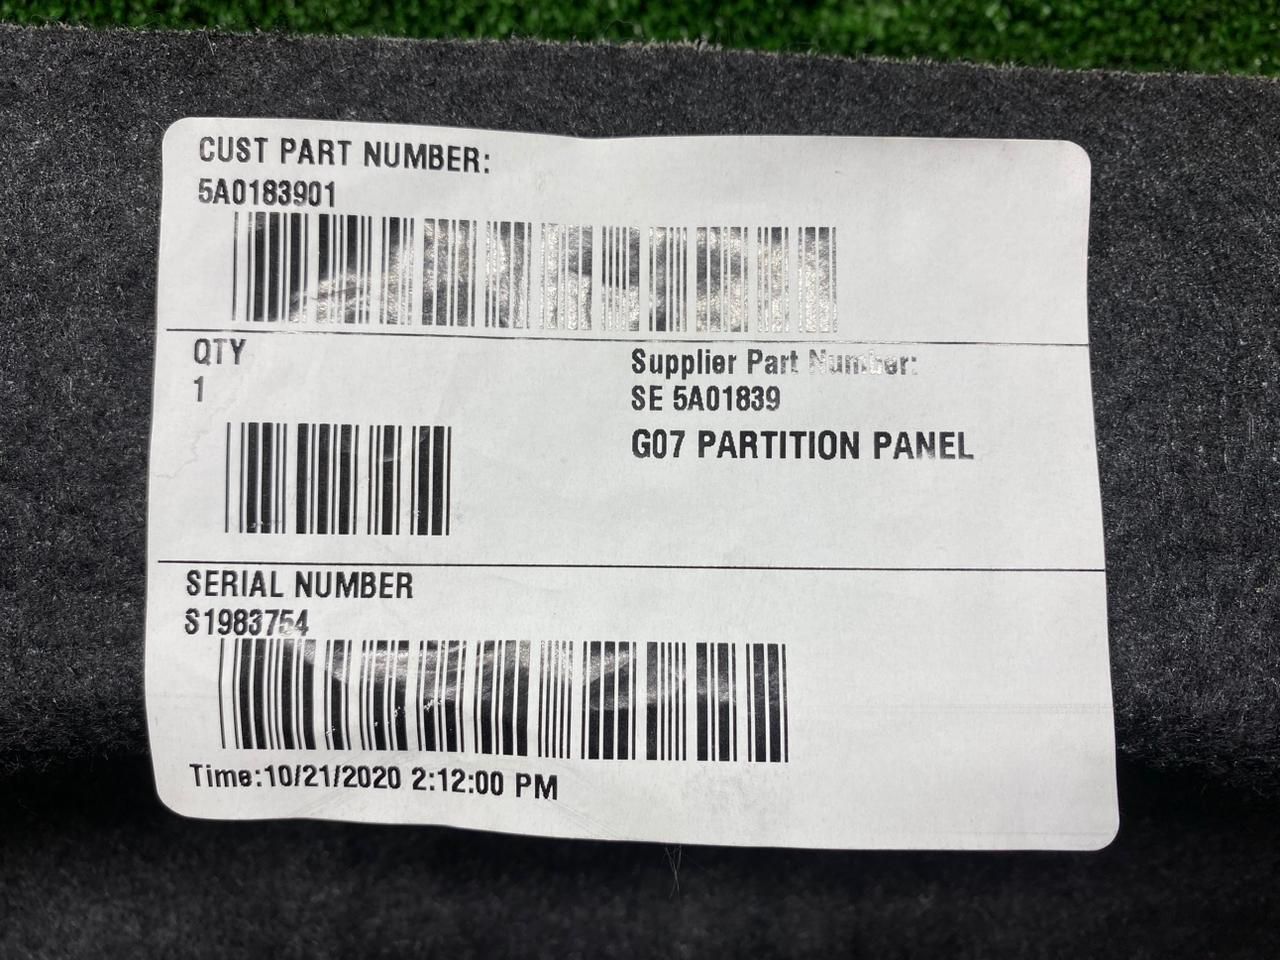 CUST PART NUMBER:
5A0183901
QTY
1
Supplier Part Number:
SE 5A01839
G07 PARTITION PANEL
SERIAL NUMBER
S1983754
Time:10/21/2020 2:12:00 PM